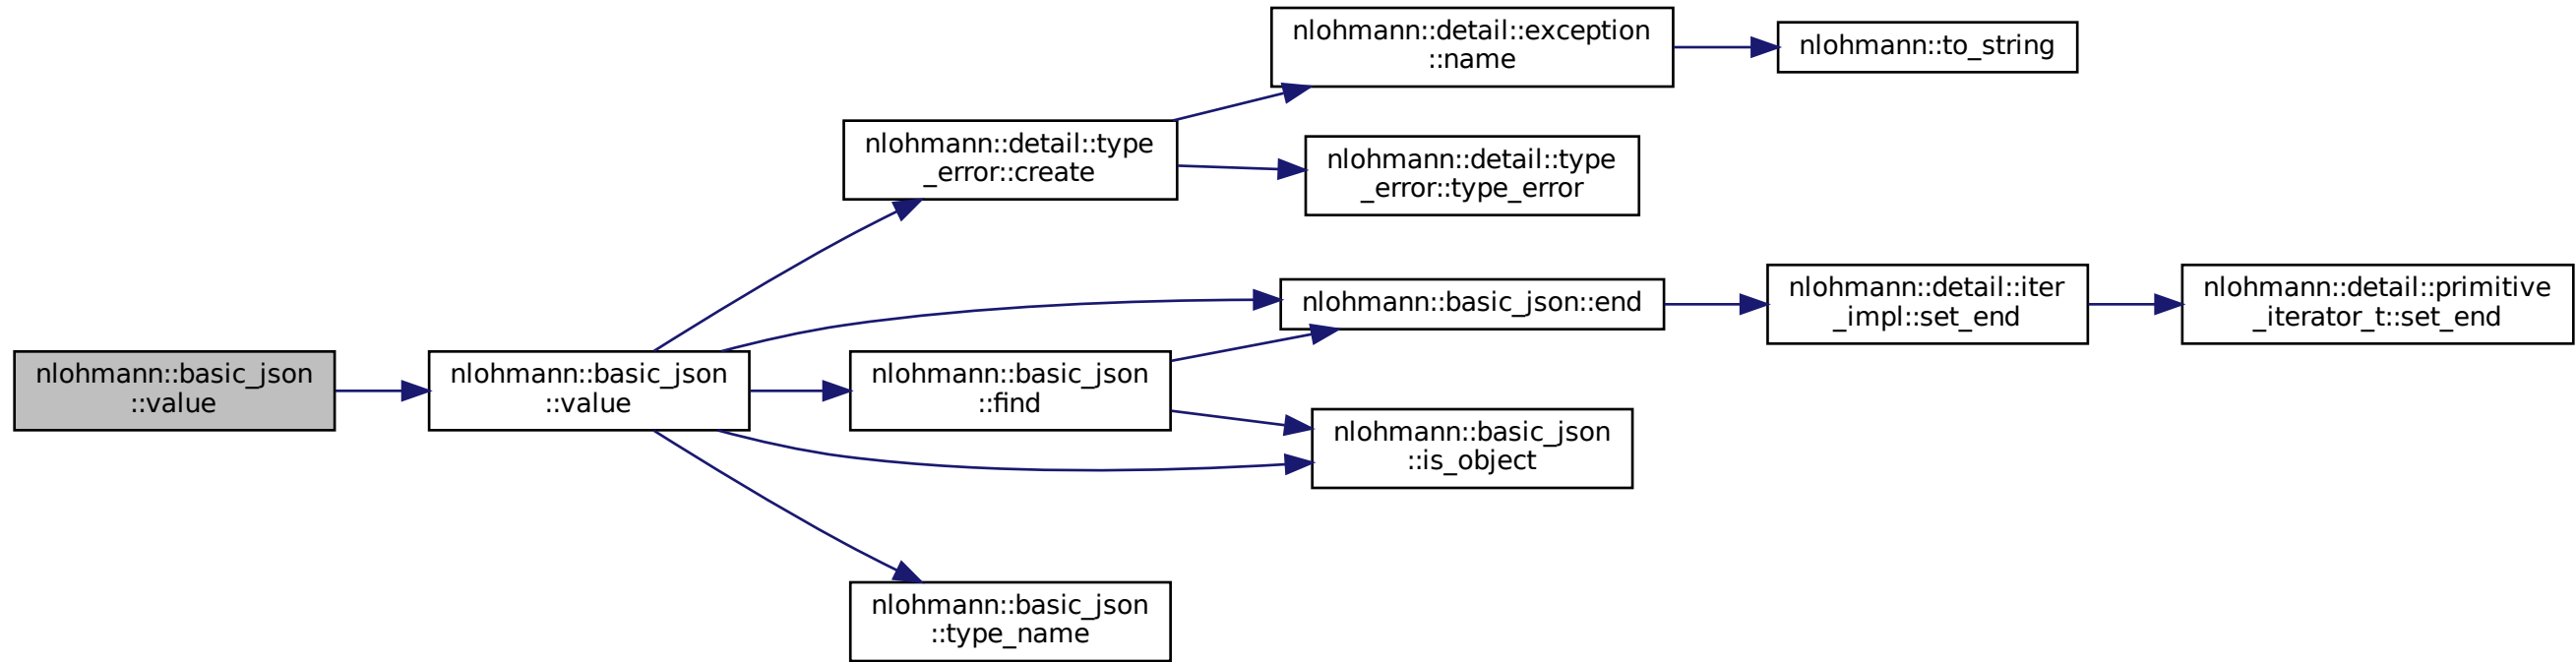 nlohmann::basic_json
::value
nlohmann::basic_json
::value
nlohmann::detail::type
_error::create
nlohmann::detail::exception
::name
nlohmann::to_string
nlohmann::detail::type
_error::type_error
nlohmann::basic_json::end
nlohmann::detail::iter
_impl::set_end
nlohmann::detail::primitive
_iterator_t::set_end
nlohmann::basic_json
::find
nlohmann::basic_json
::is_object
nlohmann::basic_json
::type_name